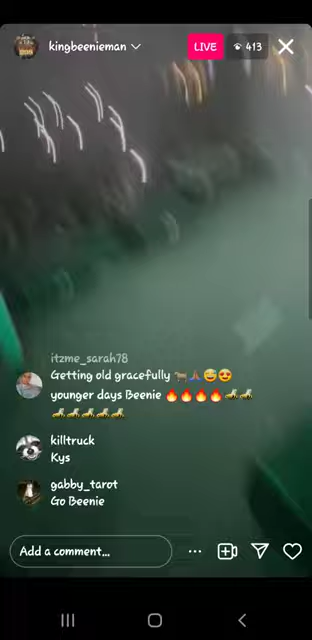 kingbeenieman
LIVE
413
itzme_sarah78
Getting old gracefully 🐐🙏🏾😅😍
younger days Beenie 🔥🔥🔥🔥🐝🐝
🐝🐝🐝🐝🐝
killtruck
Kys
gabby_tarot
Go Beenie
Add a comment...